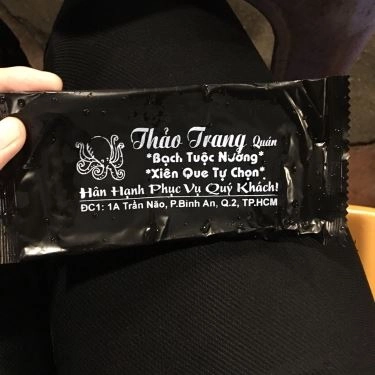 Thảo Trang Quán
*Bạch Tuộc Nướng*
*Xiên Que Tự Chọn*
Hân Hạnh Phục Vụ Quý Khách!
ĐC1: 1A Trần Não, P.Bình An, Q.2, TP.HCM